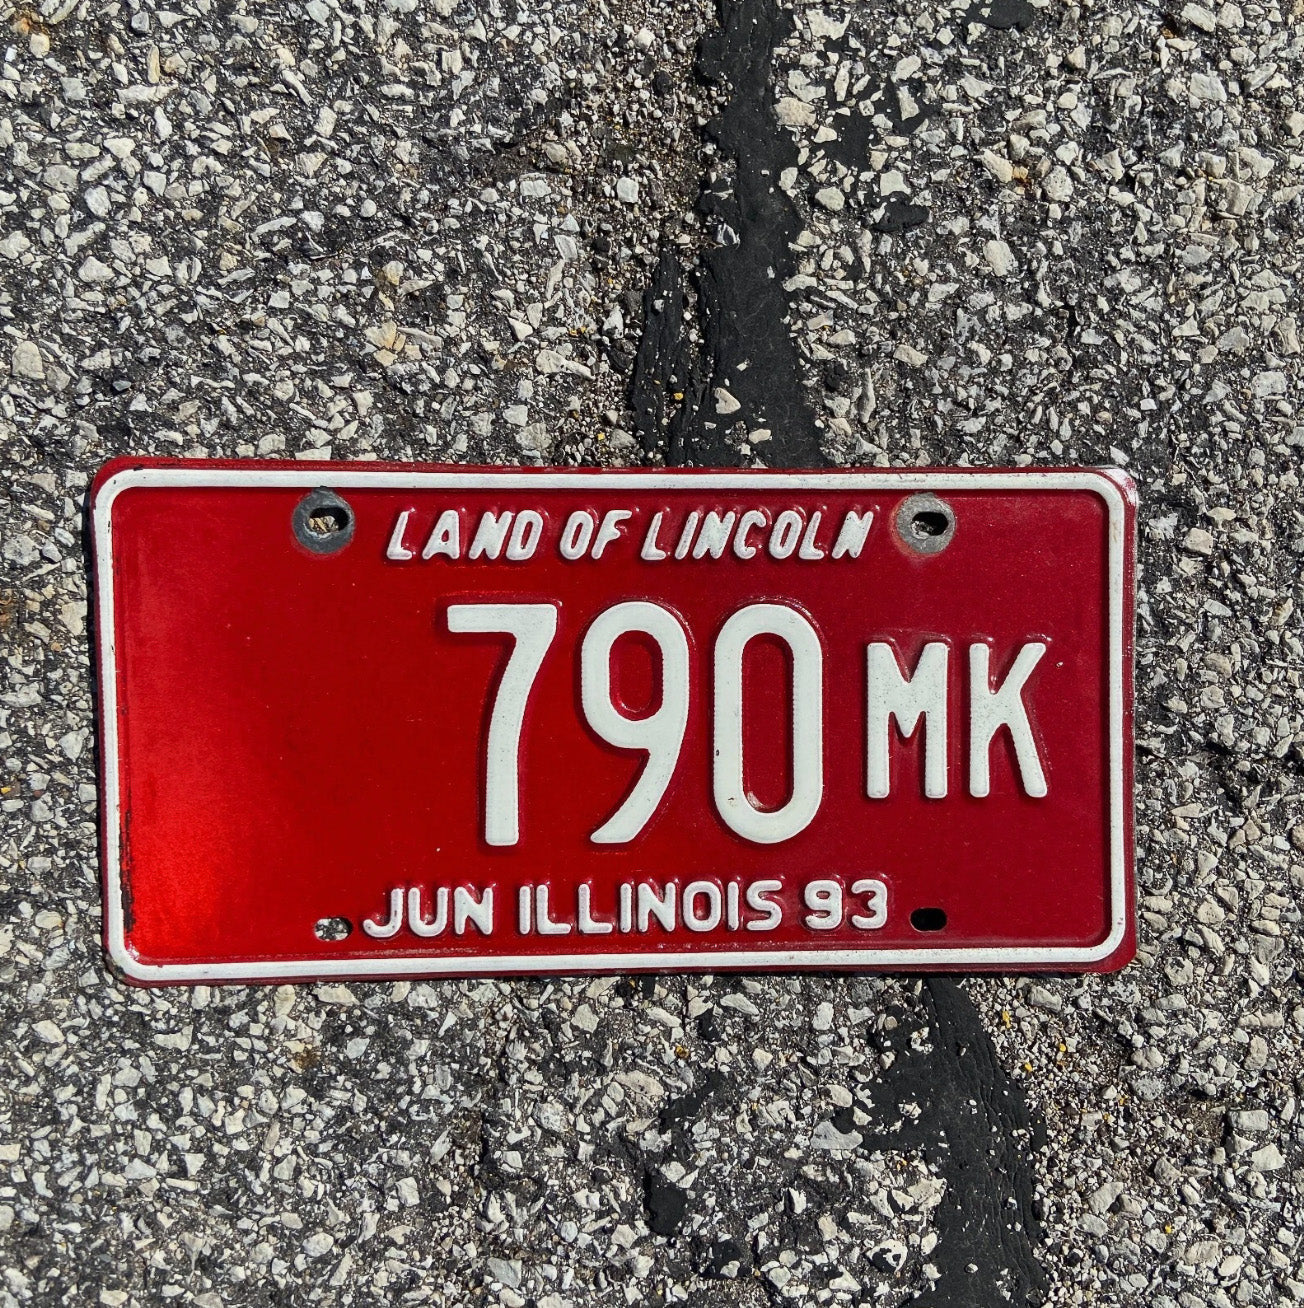 LAND OF LINCOLN
790 MK
JUN ILLINOIS 93